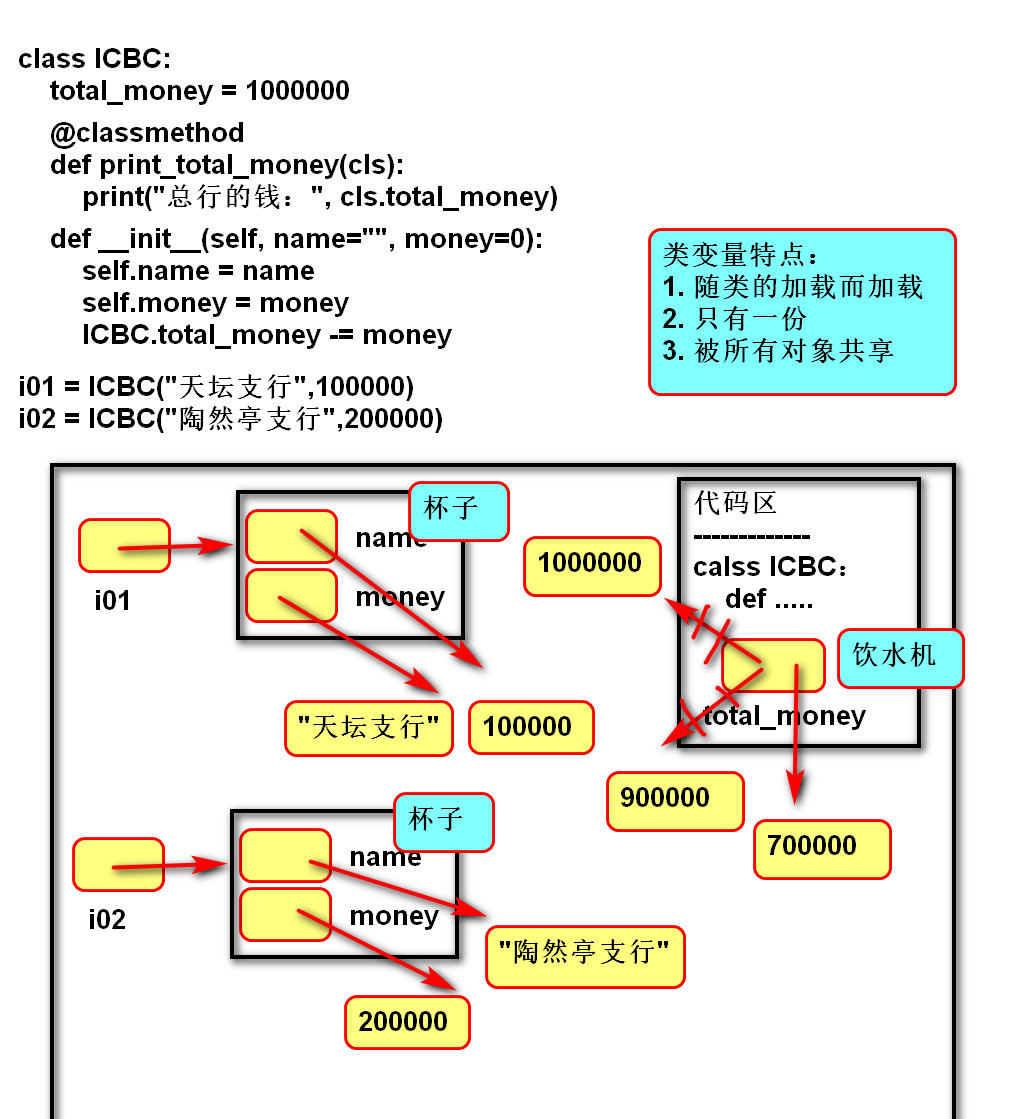 class ICBC:
total_money = 1000000
@classmethod
def print_total_money(cls):
print("总行的钱：", cls.total_money)
def __init__(self, name="", money=0):
self.name = name
self.money = money
ICBC.total_money -= money
i01 = ICBC("天坛支行",100000)
i02 = ICBC("陶然亭支行",200000)
类变量特点：
1. 随类的加载而加载
2. 只有一份
3. 被所有对象共享
i01
杯子
name
money
"天坛支行"
100000
1000000
代码区
-------------
calss ICBC：
def .....
饮水机
total_money
900000
700000
i02
杯子
name
money
"陶然亭支行"
200000